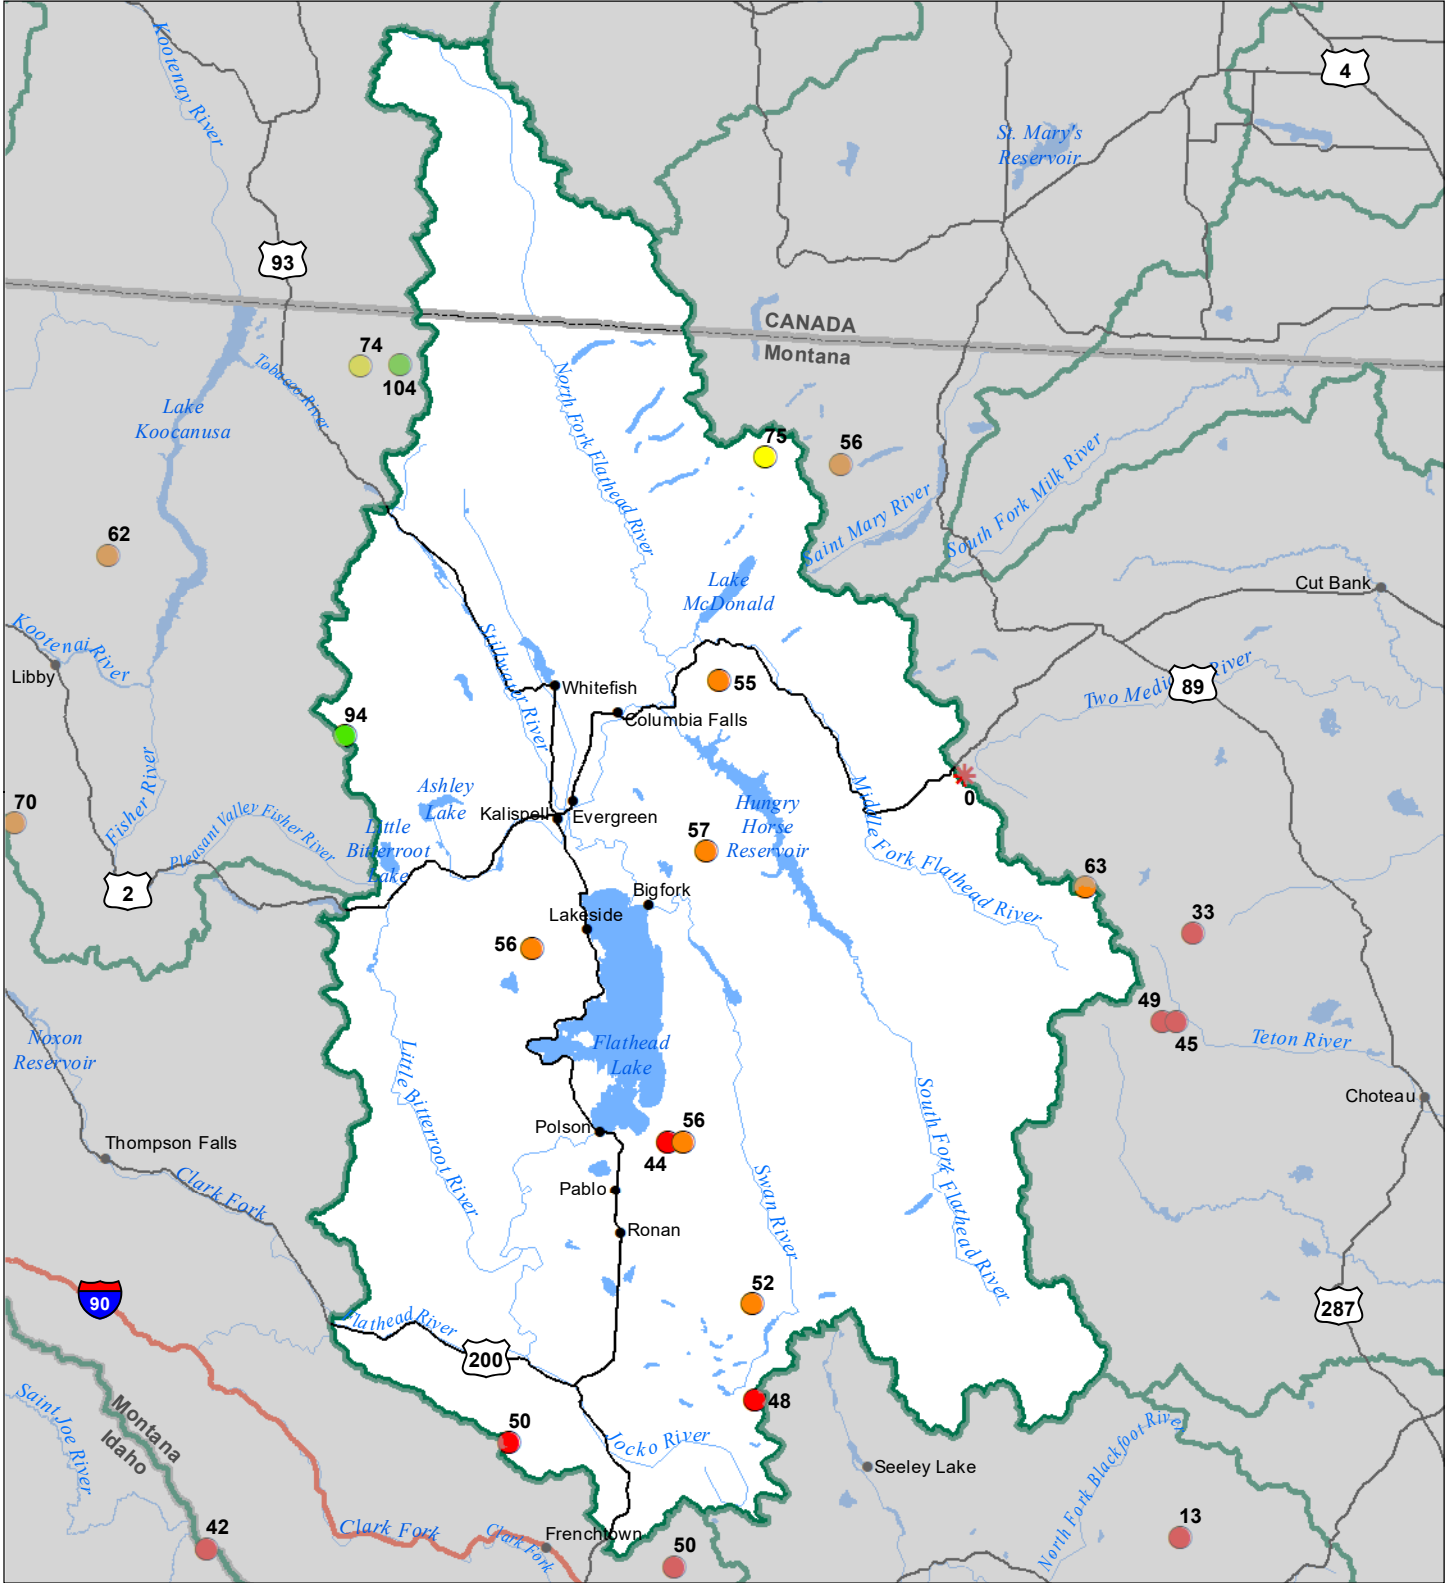 Kootenay River
4
St. Mary's
Reservoir
93
CANADA
Montana
74
104
Tobacco River
Lake
Koocanusa
North Fork Flathead River
75
56
Saint Mary River
South Fork Milk River
62
Lake
McDonald
Cut Bank
Kootenai River
Libby
Stillwater River
Whitefish
55
Columbia Falls
Two Medic
River
89
94
Fisher River
70
Ashley
Lake
Kalispell
Evergreen
Hungry
Horse
Reservoir
0
Little
Bitterroot
Lake
Pleasant Valley Fisher River
57
Middle Fork Flathead River
2
Bigfork
63
Lakeside
33
56
49
45
Noxon
Reservoir
Flathead
Lake
Teton River
Little Bitterroot River
South Fork Flathead River
Choteau
Polson
56
44
Thompson Falls
Clark Fork
Pablo
Swan River
Ronan
90
52
287
Flathead River
200
48
Saint Joe River
Montana
Idaho
50
Jocko River
Seeley Lake
North Fork Blackfoot River
42
Clark Fork
Clark Fork
Frenchtown
50
13